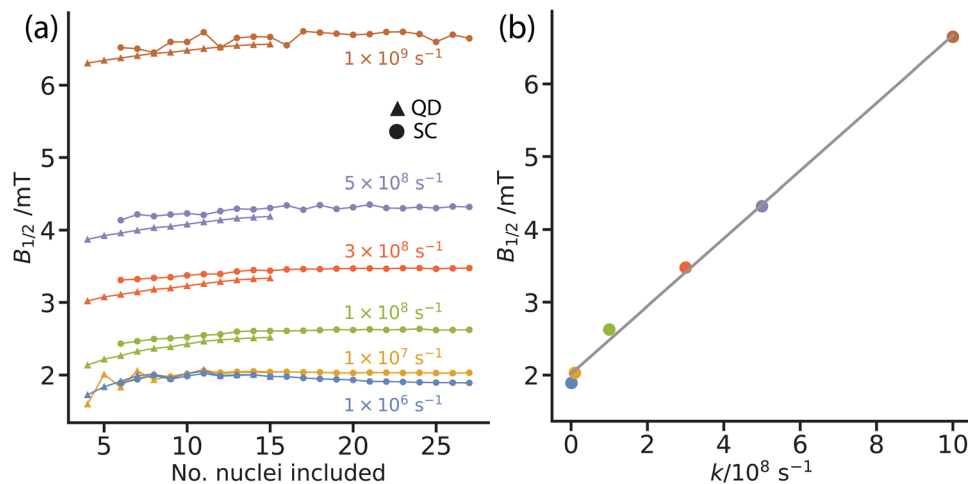 (a)
B1/2 /mT
6
5
4
3
2
1 × 10⁹ s⁻¹
▲ QD
● SC
5 × 10⁸ s⁻¹
3 × 10⁸ s⁻¹
1 × 10⁸ s⁻¹
1 × 10⁷ s⁻¹
1 × 10⁶ s⁻¹
5 10 15 20 25
No. nuclei included
(b)
B1/2 /mT
6
5
4
3
2
0 2 4 6 8 10
k/10⁸ s⁻¹